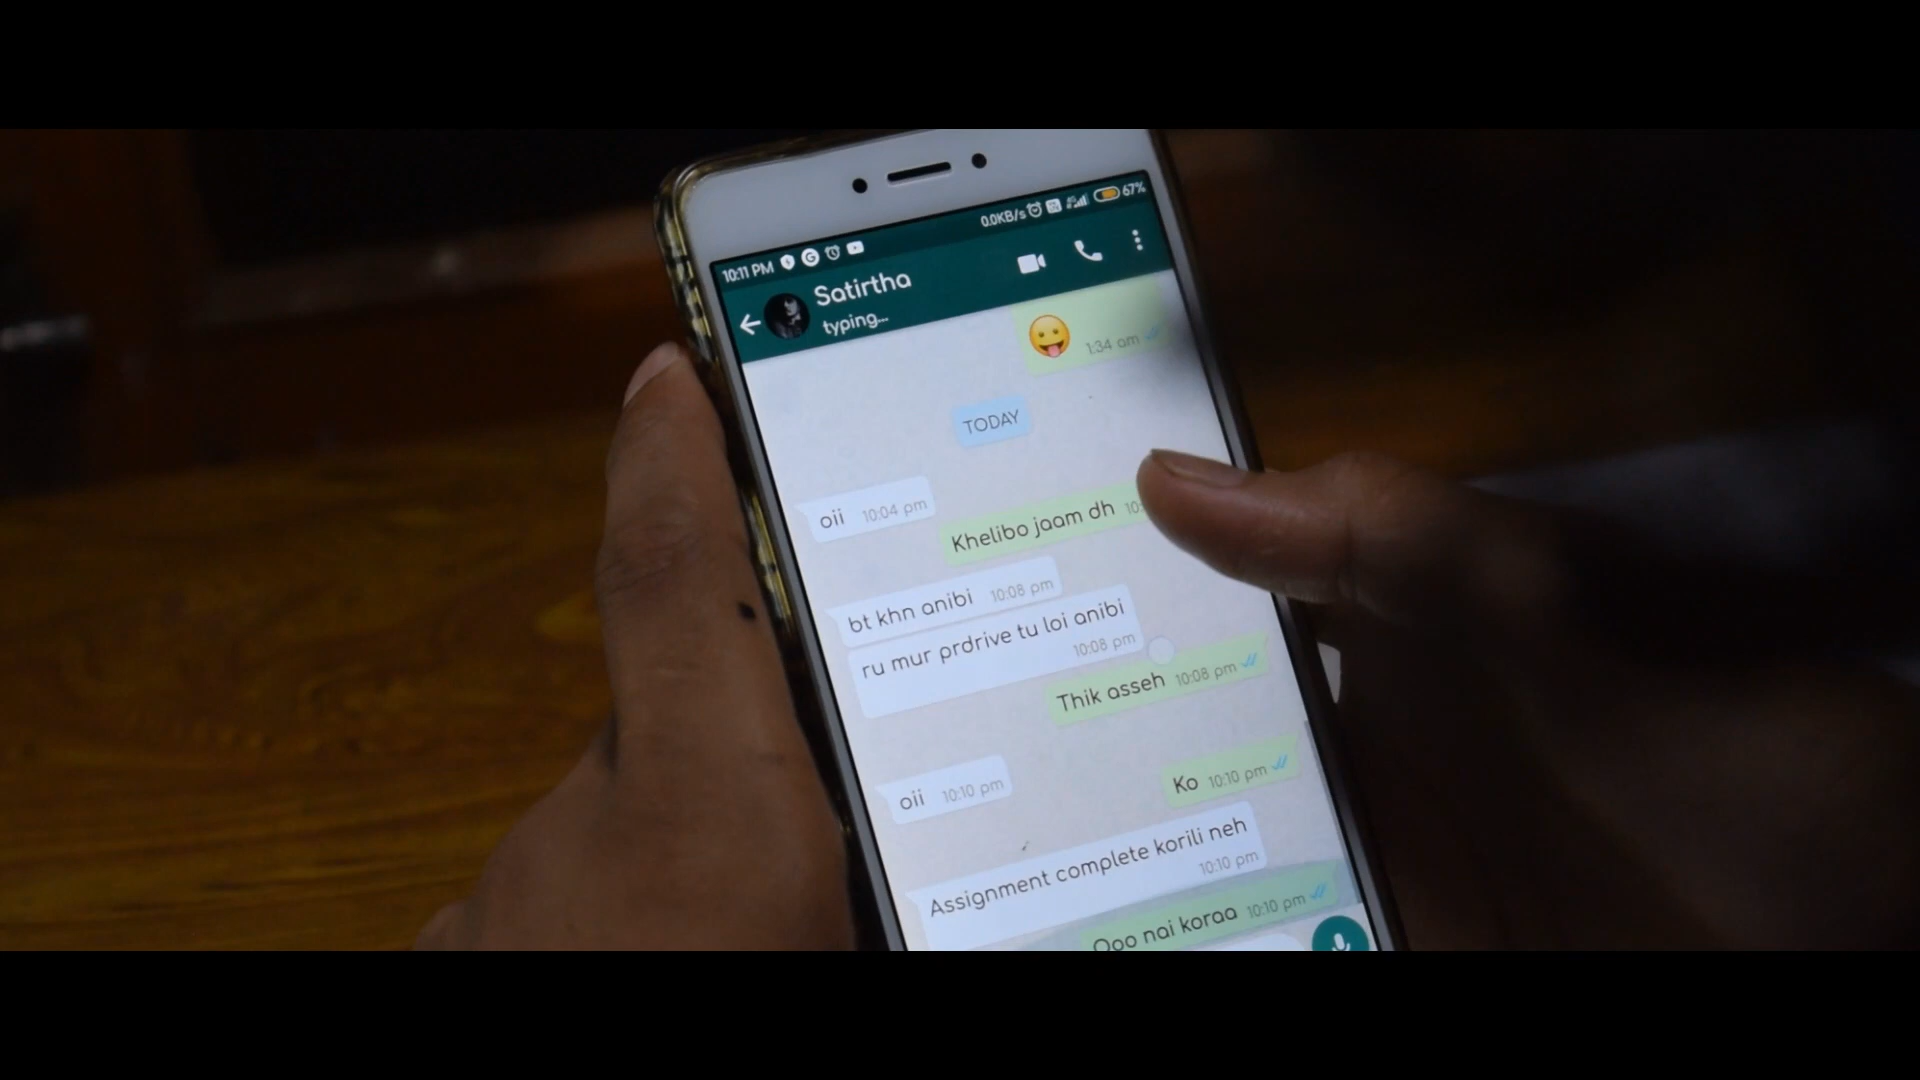 10:11 PM 0.0KB/s 67%
Satirtha
typing...
1:34 am
TODAY
oii 10:04 pm
Khelibo jaam dh
bt khn anibi 10:08 pm
ru mur prdrive tu loi anibi
10:08 pm
Thik asseh 10:08 pm
Ko 10:10 pm
oii 10:10 pm
Assignment complete korili neh
10:10 pm
Ooo nai koraa 10:10 pm